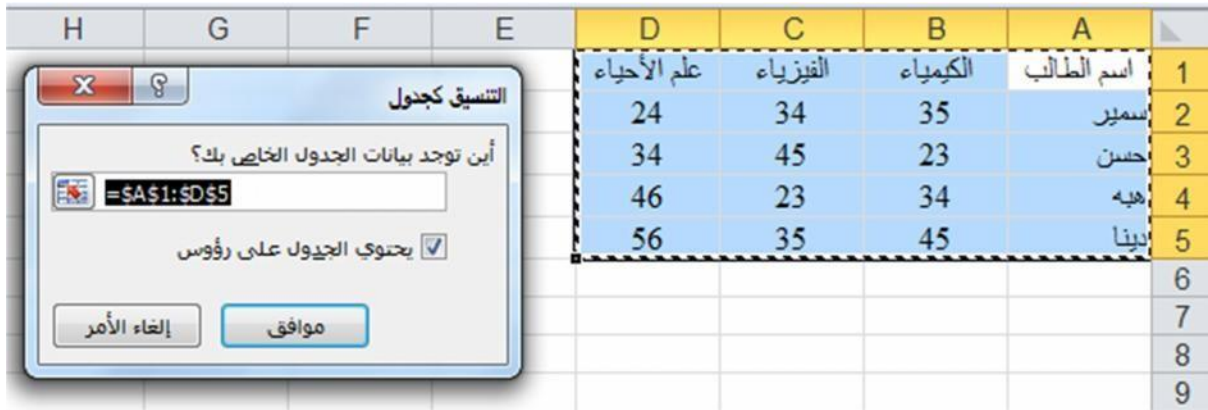 A B C D E F G H
1 اسم الطالب الكيمياء الفيزياء علم الأحياء
2 سمير 35 34 24
3 حسن 23 45 34
4 هبه 34 23 46
5 دينا 45 35 56
6
7
8
9
التنسيق كجدول
أين توجد بيانات الجدول الخاص بك؟
=$A$1:$D$5
يحتوي الجدول على رؤوس
موافق إلغاء الأمر